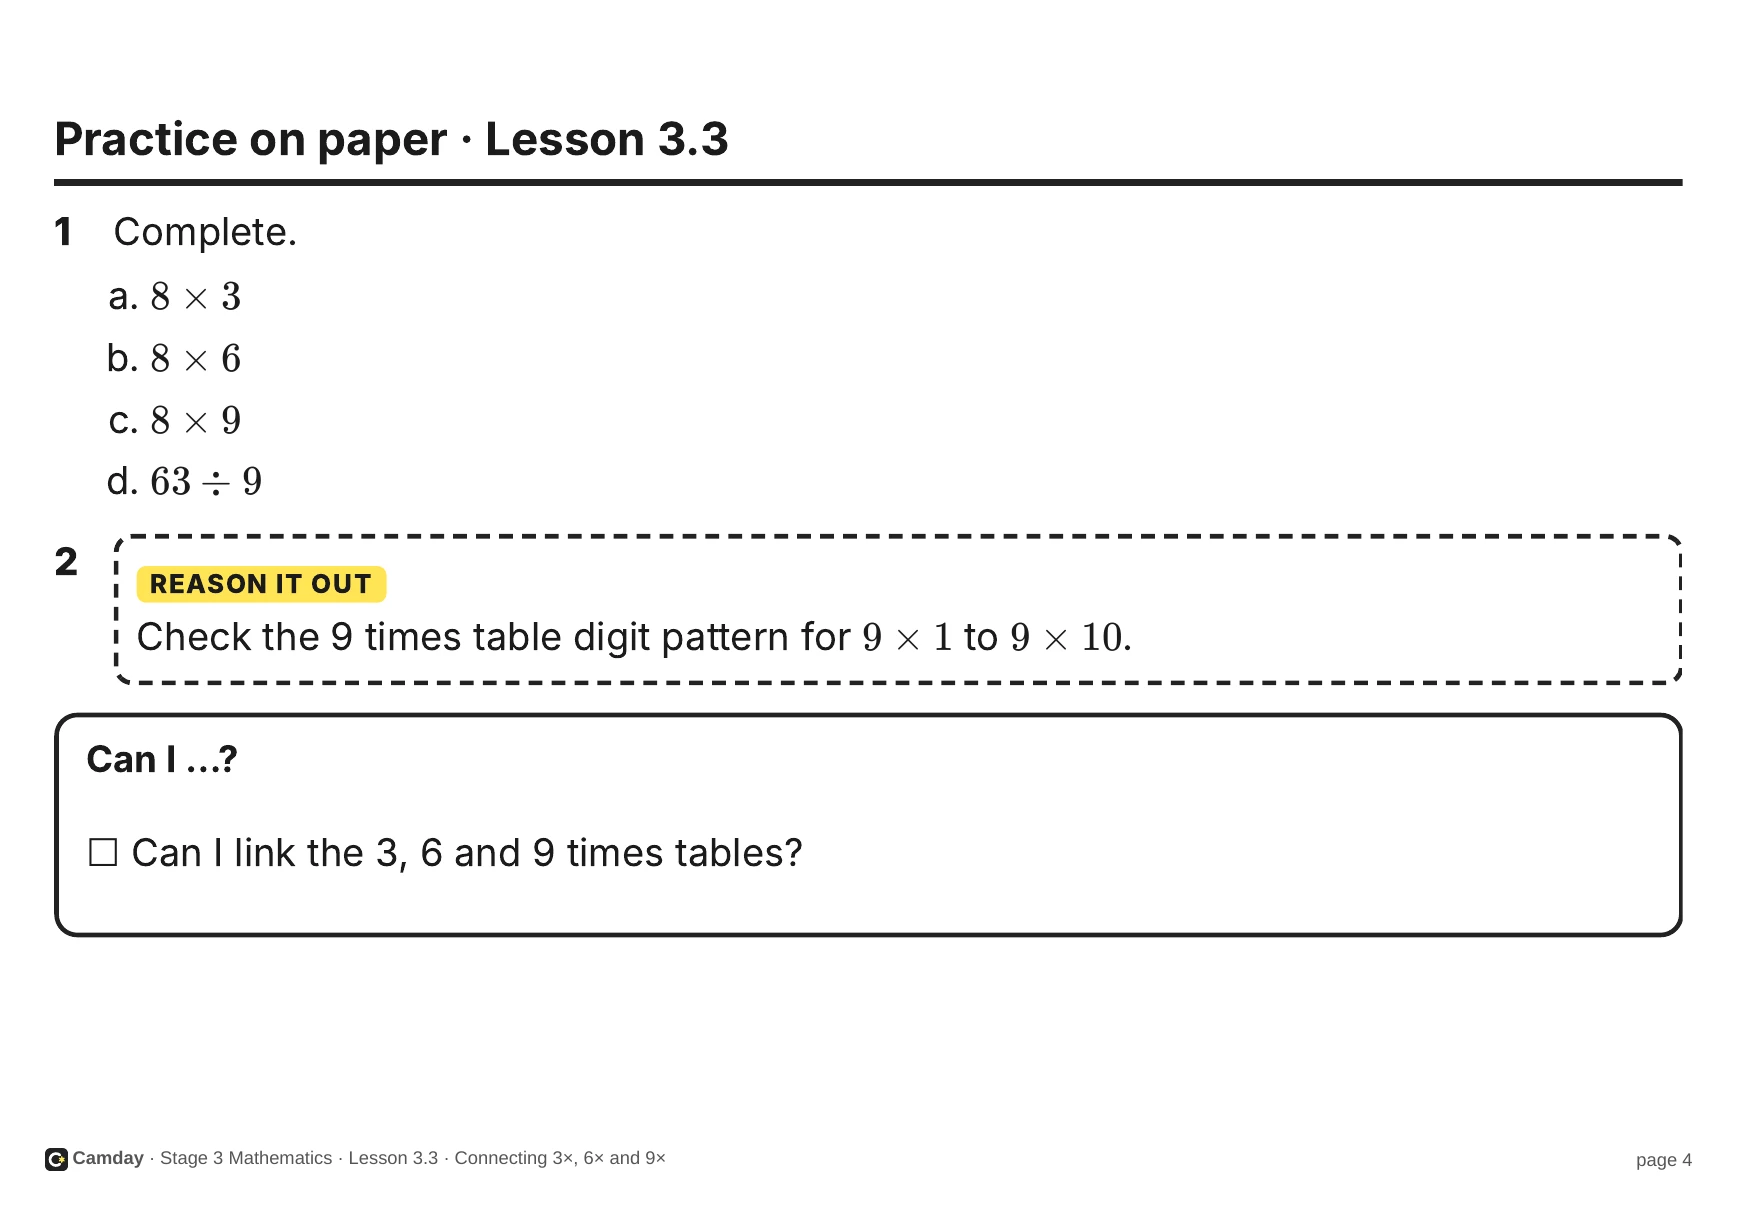 Practice on paper · Lesson 3.3
1 Complete.
a. 8 × 3
b. 8 × 6
c. 8 × 9
d. 63 ÷ 9
2
REASON IT OUT
Check the 9 times table digit pattern for 9 × 1 to 9 × 10.
Can I …?
☐ Can I link the 3, 6 and 9 times tables?
Camday · Stage 3 Mathematics · Lesson 3.3 · Connecting 3×, 6× and 9×
page 4